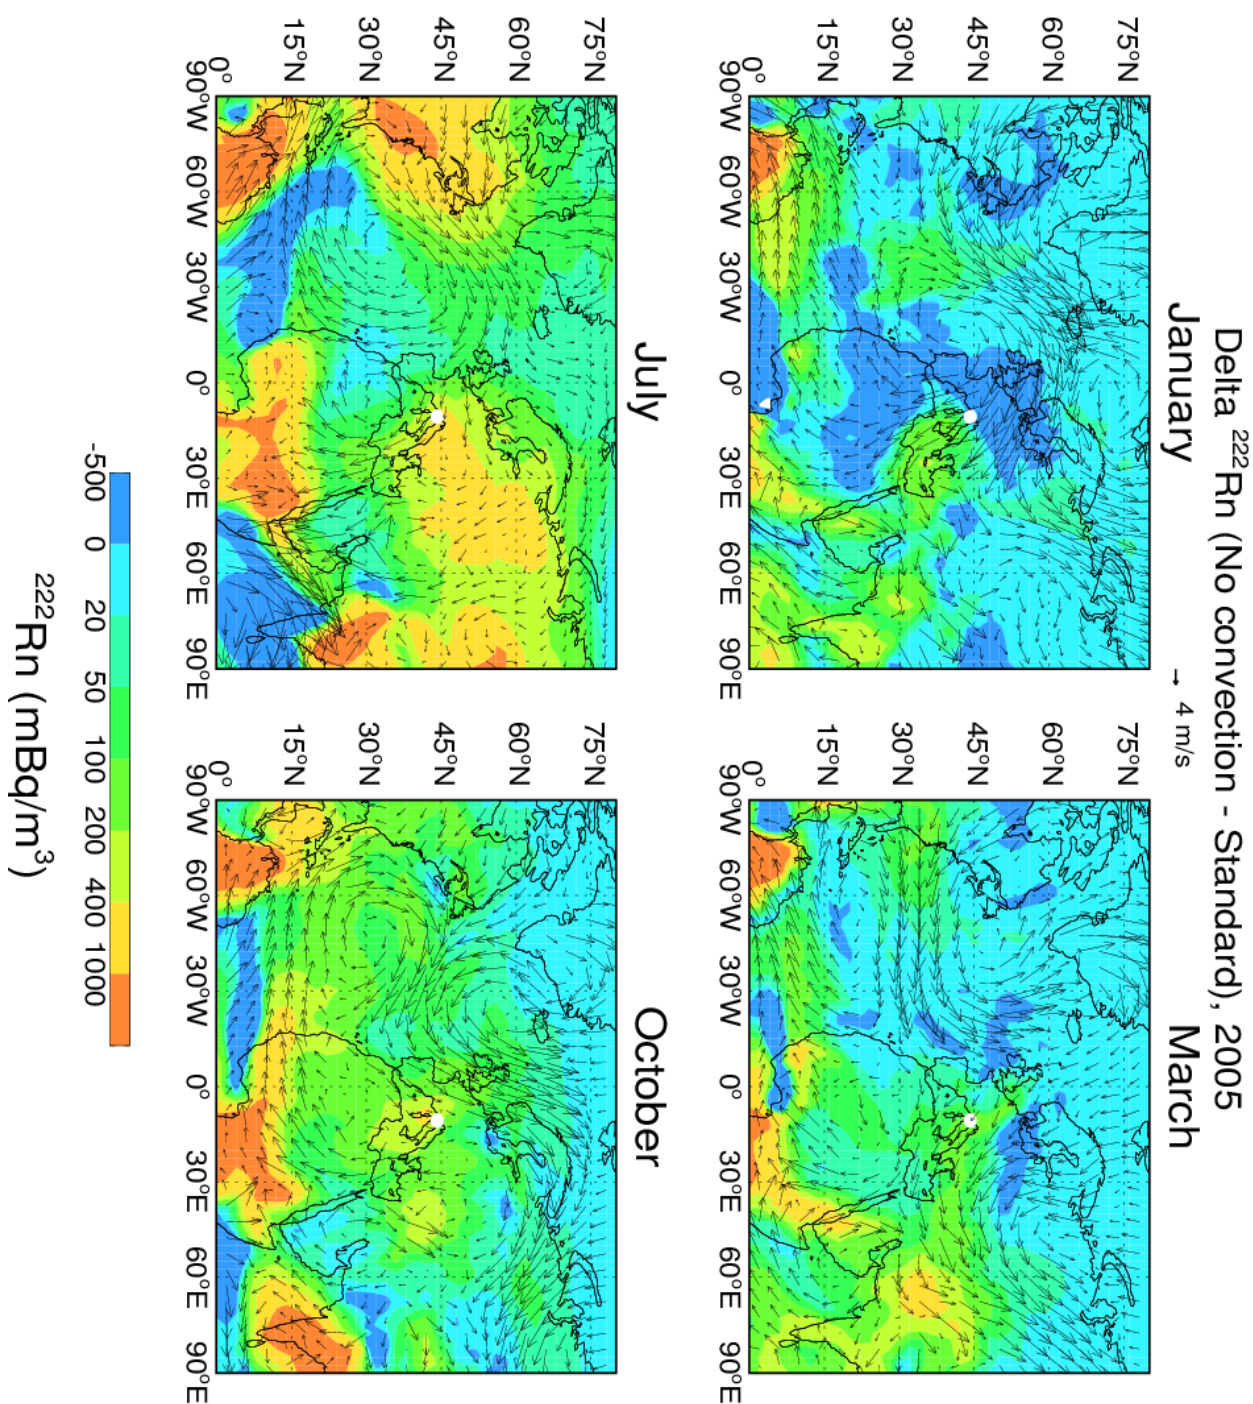 Delta ²²²Rn (No convection - Standard), 2005
→ 4 m/s
January
75°N
60°N
45°N
30°N
15°N
0°
90°W 60°W 30°W 0° 30°E 60°E 90°E
March
75°N
60°N
45°N
30°N
15°N
0°
90°W 60°W 30°W 0° 30°E 60°E 90°E
July
75°N
60°N
45°N
30°N
15°N
0°
90°W 60°W 30°W 0° 30°E 60°E 90°E
October
75°N
60°N
45°N
30°N
15°N
0°
90°W 60°W 30°W 0° 30°E 60°E 90°E
-500 0 20 50 100 200 400 1000
²²²Rn (mBq/m³)